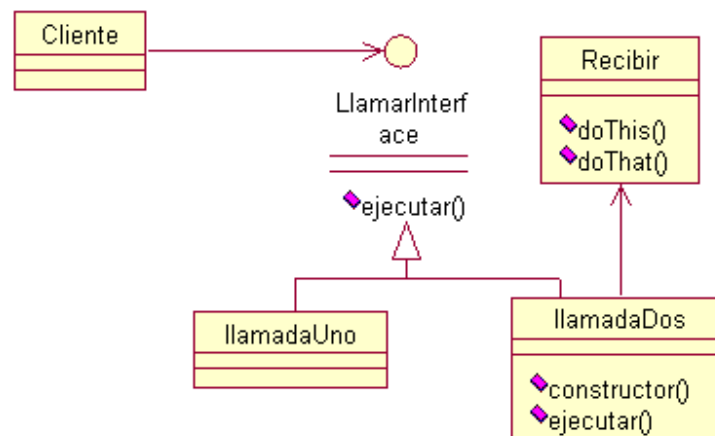 Cliente
LlamarInterf
ace
ejecutar()
Recibir
doThis()
doThat()
llamadaUno
llamadaDos
constructor()
ejecutar()